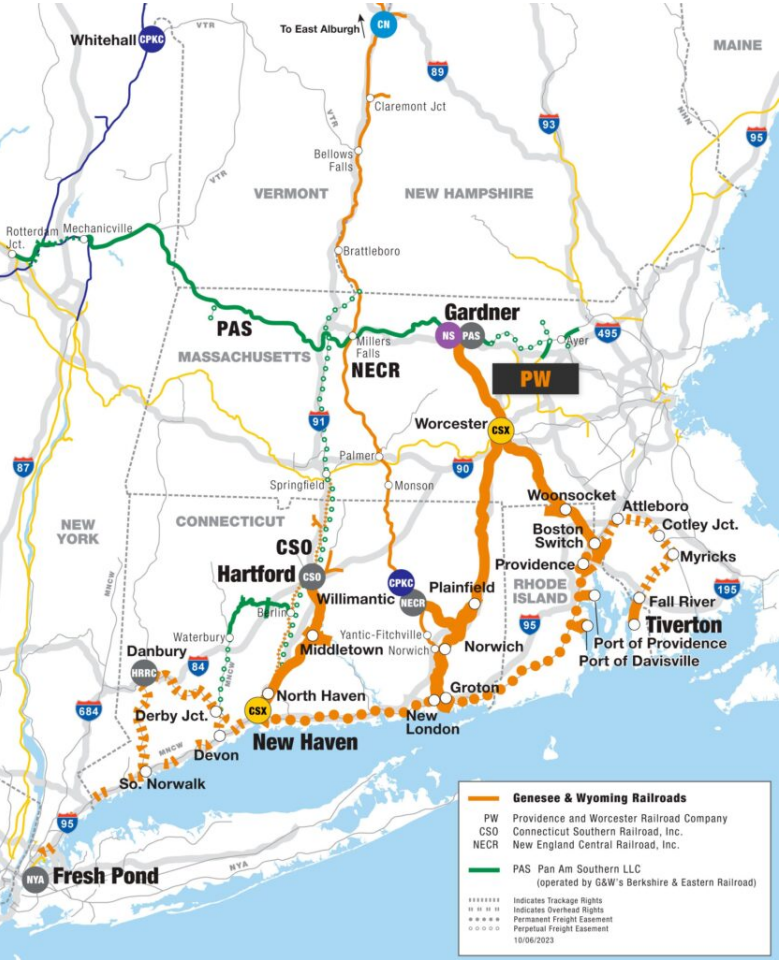 To East Alburgh
CN
VTR
Whitehall
CPKC
MAINE
89
Claremont Jct
VTR
93
NHN
95
Bellows
Falls
VTR
VERMONT
NEW HAMPSHIRE
Rotterdam
Jct.
Mechanicville
Brattleboro
Gardner
NS
PAS
PAS
495
Ayer
Millers
Falls
MASSACHUSETTS
NECR
PW
91
Worcester
CSX
87
Palmer
90
Springfield
Monson
Woonsocket
Attleboro
NEW
YORK
CONNECTICUT
Cotley Jct.
Boston
Switch
CSO
Myricks
Providence
Hartford
CSO
CPKC
Plainfield
RHODE
ISLAND
195
MNCW
Willimantic
NECR
Fall River
Berlin
95
Tiverton
Waterbury
Yantic-Fitchville
Port of Providence
Danbury
Middletown
Norwich
Norwich
Port of Davisville
84
HRRC
MNCW
North Haven
Groton
684
Derby Jct.
CSX
New
London
New Haven
MNCW
Devon
So. Norwalk
95
Genesee & Wyoming Railroads
PW Providence and Worcester Railroad Company
CSO Connecticut Southern Railroad, Inc.
NECR New England Central Railroad, Inc.
PAS Pan Am Southern LLC
(operated by G&W's Berkshire & Eastern Railroad)
Indicates Trackage Rights
Indicates Overhead Rights
Permanent Freight Easement
Perpetual Freight Easement
10/06/2023
NYA
NYA
Fresh Pond